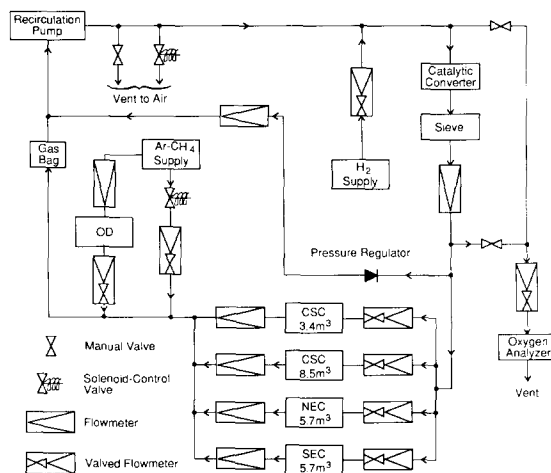 Recirculation
Pump
Vent to Air
Catalytic
Converter
Sieve
Gas
Bag
Ar-CH4
Supply
H2
Supply
OD
Pressure Regulator
CSC
3.4m3
CSC
8.5m3
NEC
5.7m3
SEC
5.7m3
Oxygen
Analyzer
Vent
Manual Valve
Solenoid-Control
Valve
Flowmeter
Valved Flowmeter